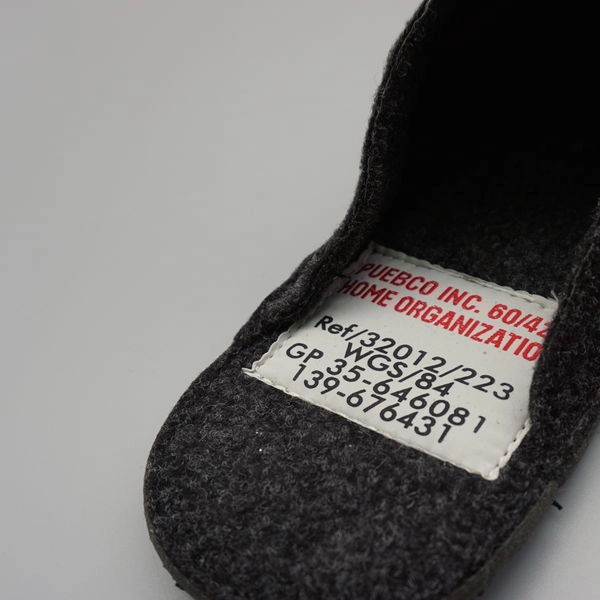 PUEBCO INC. 60/42
HOME ORGANIZATIO
Ref/32012/223
WGS/84
GP 35-646081
139-676431